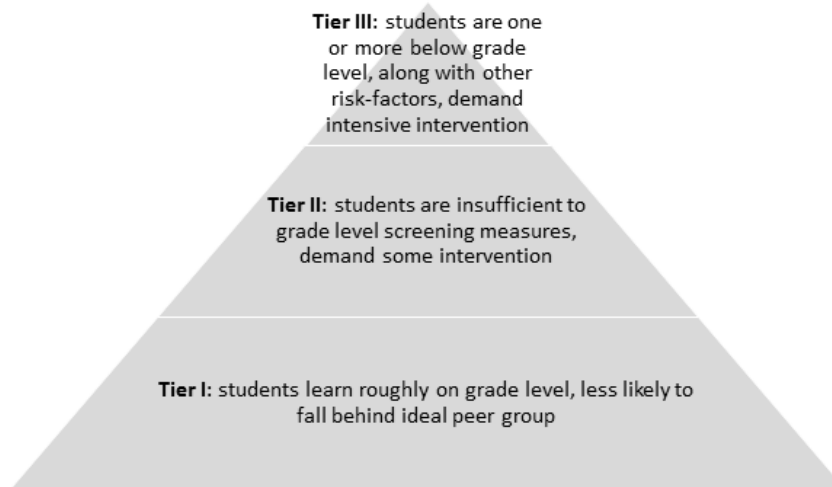 Tier III: students are one
or more below grade
level, along with other
risk-factors, demand
intensive intervention
Tier II: students are insufficient to
grade level screening measures,
demand some intervention
Tier I: students learn roughly on grade level, less likely to
fall behind ideal peer group